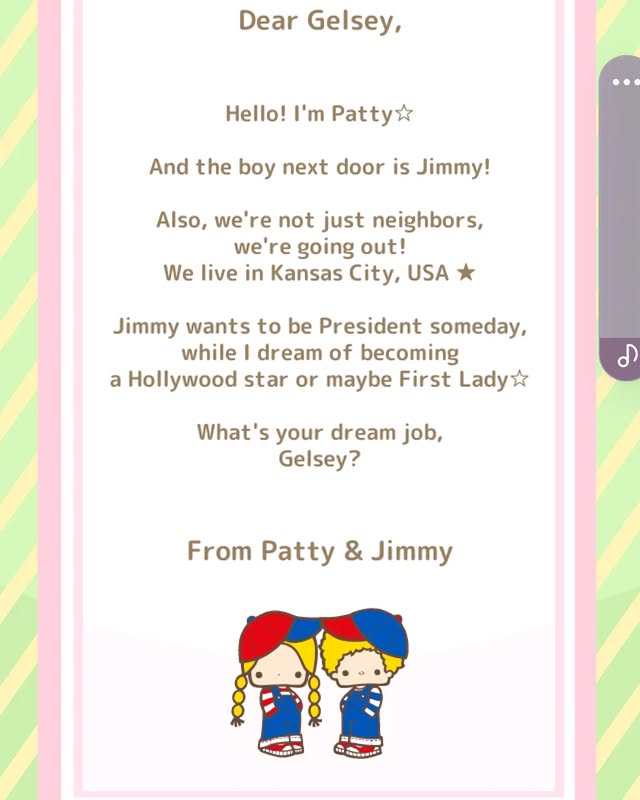 Dear Gelsey,
Hello! I'm Patty☆
And the boy next door is Jimmy!
Also, we're not just neighbors,
we're going out!
We live in Kansas City, USA ★
Jimmy wants to be President someday,
while I dream of becoming
a Hollywood star or maybe First Lady☆
What's your dream job,
Gelsey?
From Patty & Jimmy